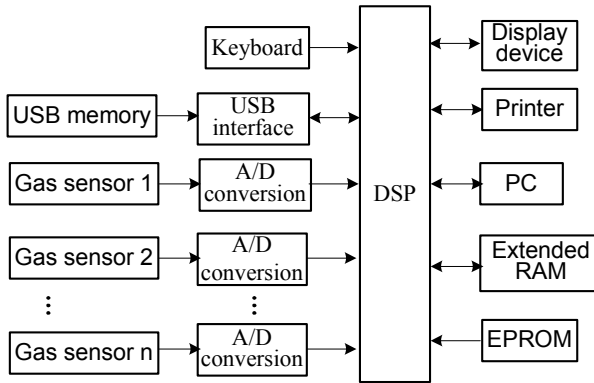 Keyboard
Display
device
USB memory
USB
interface
Printer
Gas sensor 1
A/D
conversion
DSP
PC
Gas sensor 2
A/D
conversion
Extended
RAM
Gas sensor n
A/D
conversion
EPROM